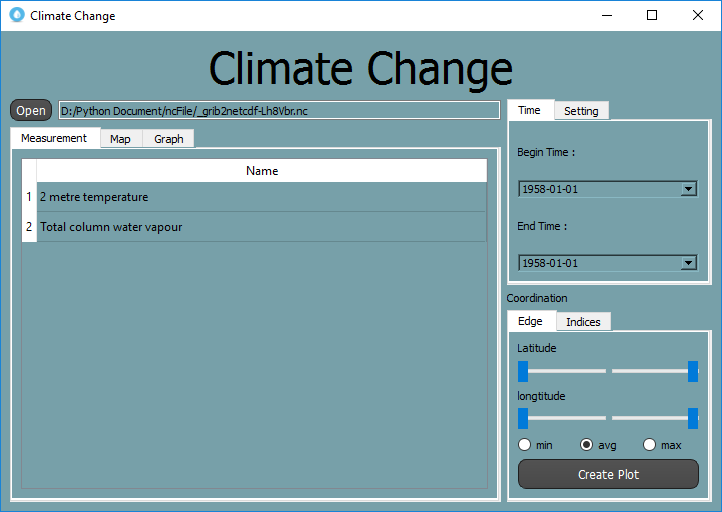 Climate Change
Climate Change
Open D:/Python Document/ncFile/_grib2netcdf-Lh8Vbr.nc
Measurement Map Graph
Name
1 2 metre temperature
2 Total column water vapour
Time Setting
Begin Time :
1958-01-01
End Time :
1958-01-01
Coordination
Edge Indices
Latitude
longtitude
min avg max
Create Plot